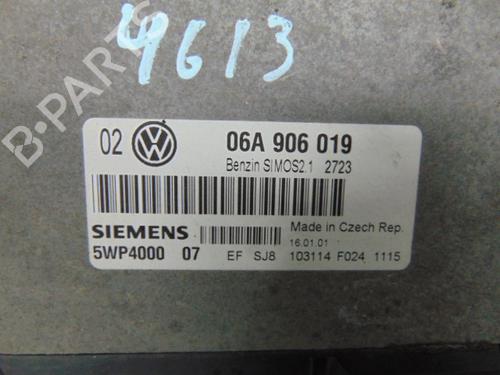 4613
02 VW 06A 906 019
Benzin SIMOS2.1 2723
SIEMENS Made in Czech Rep.
16.01.01
5WP4000 07 EF SJ8 103114 F024 1115
B-PARTS